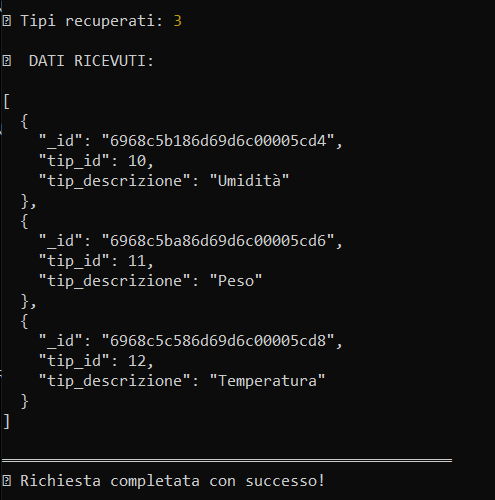 Tipi recuperati: 3
DATI RICEVUTI:
[
  {
    "_id": "6968c5b186d69d6c00005cd4",
    "tip_id": 10,
    "tip_descrizione": "Umidità"
  },
  {
    "_id": "6968c5ba86d69d6c00005cd6",
    "tip_id": 11,
    "tip_descrizione": "Peso"
  },
  {
    "_id": "6968c5c586d69d6c00005cd8",
    "tip_id": 12,
    "tip_descrizione": "Temperatura"
  }
]
Richiesta completata con successo!